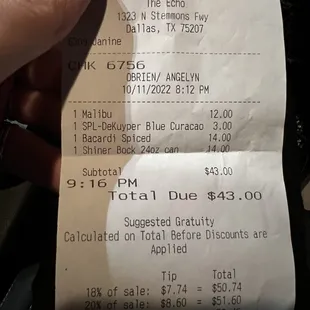 The Echo
1323 N Stemmons Fwy
Dallas, TX 75207
Janine
CHK 6756
OBRIEN/ ANGELYN
10/11/2022 8:12 PM
1 Malibu 12.00
1 SPL-DeKuyper Blue Curacao 3.00
1 Bacardi Spiced 14.00
1 Shiner Bock 24oz can 14.00
Subtotal $43.00
9:16 PM
Total Due $43.00
Suggested Gratuity
Calculated on Total Before Discounts are
Applied
Tip Total
18% of sale: $7.74 = $50.74
20% of sale: $8.60 = $51.60